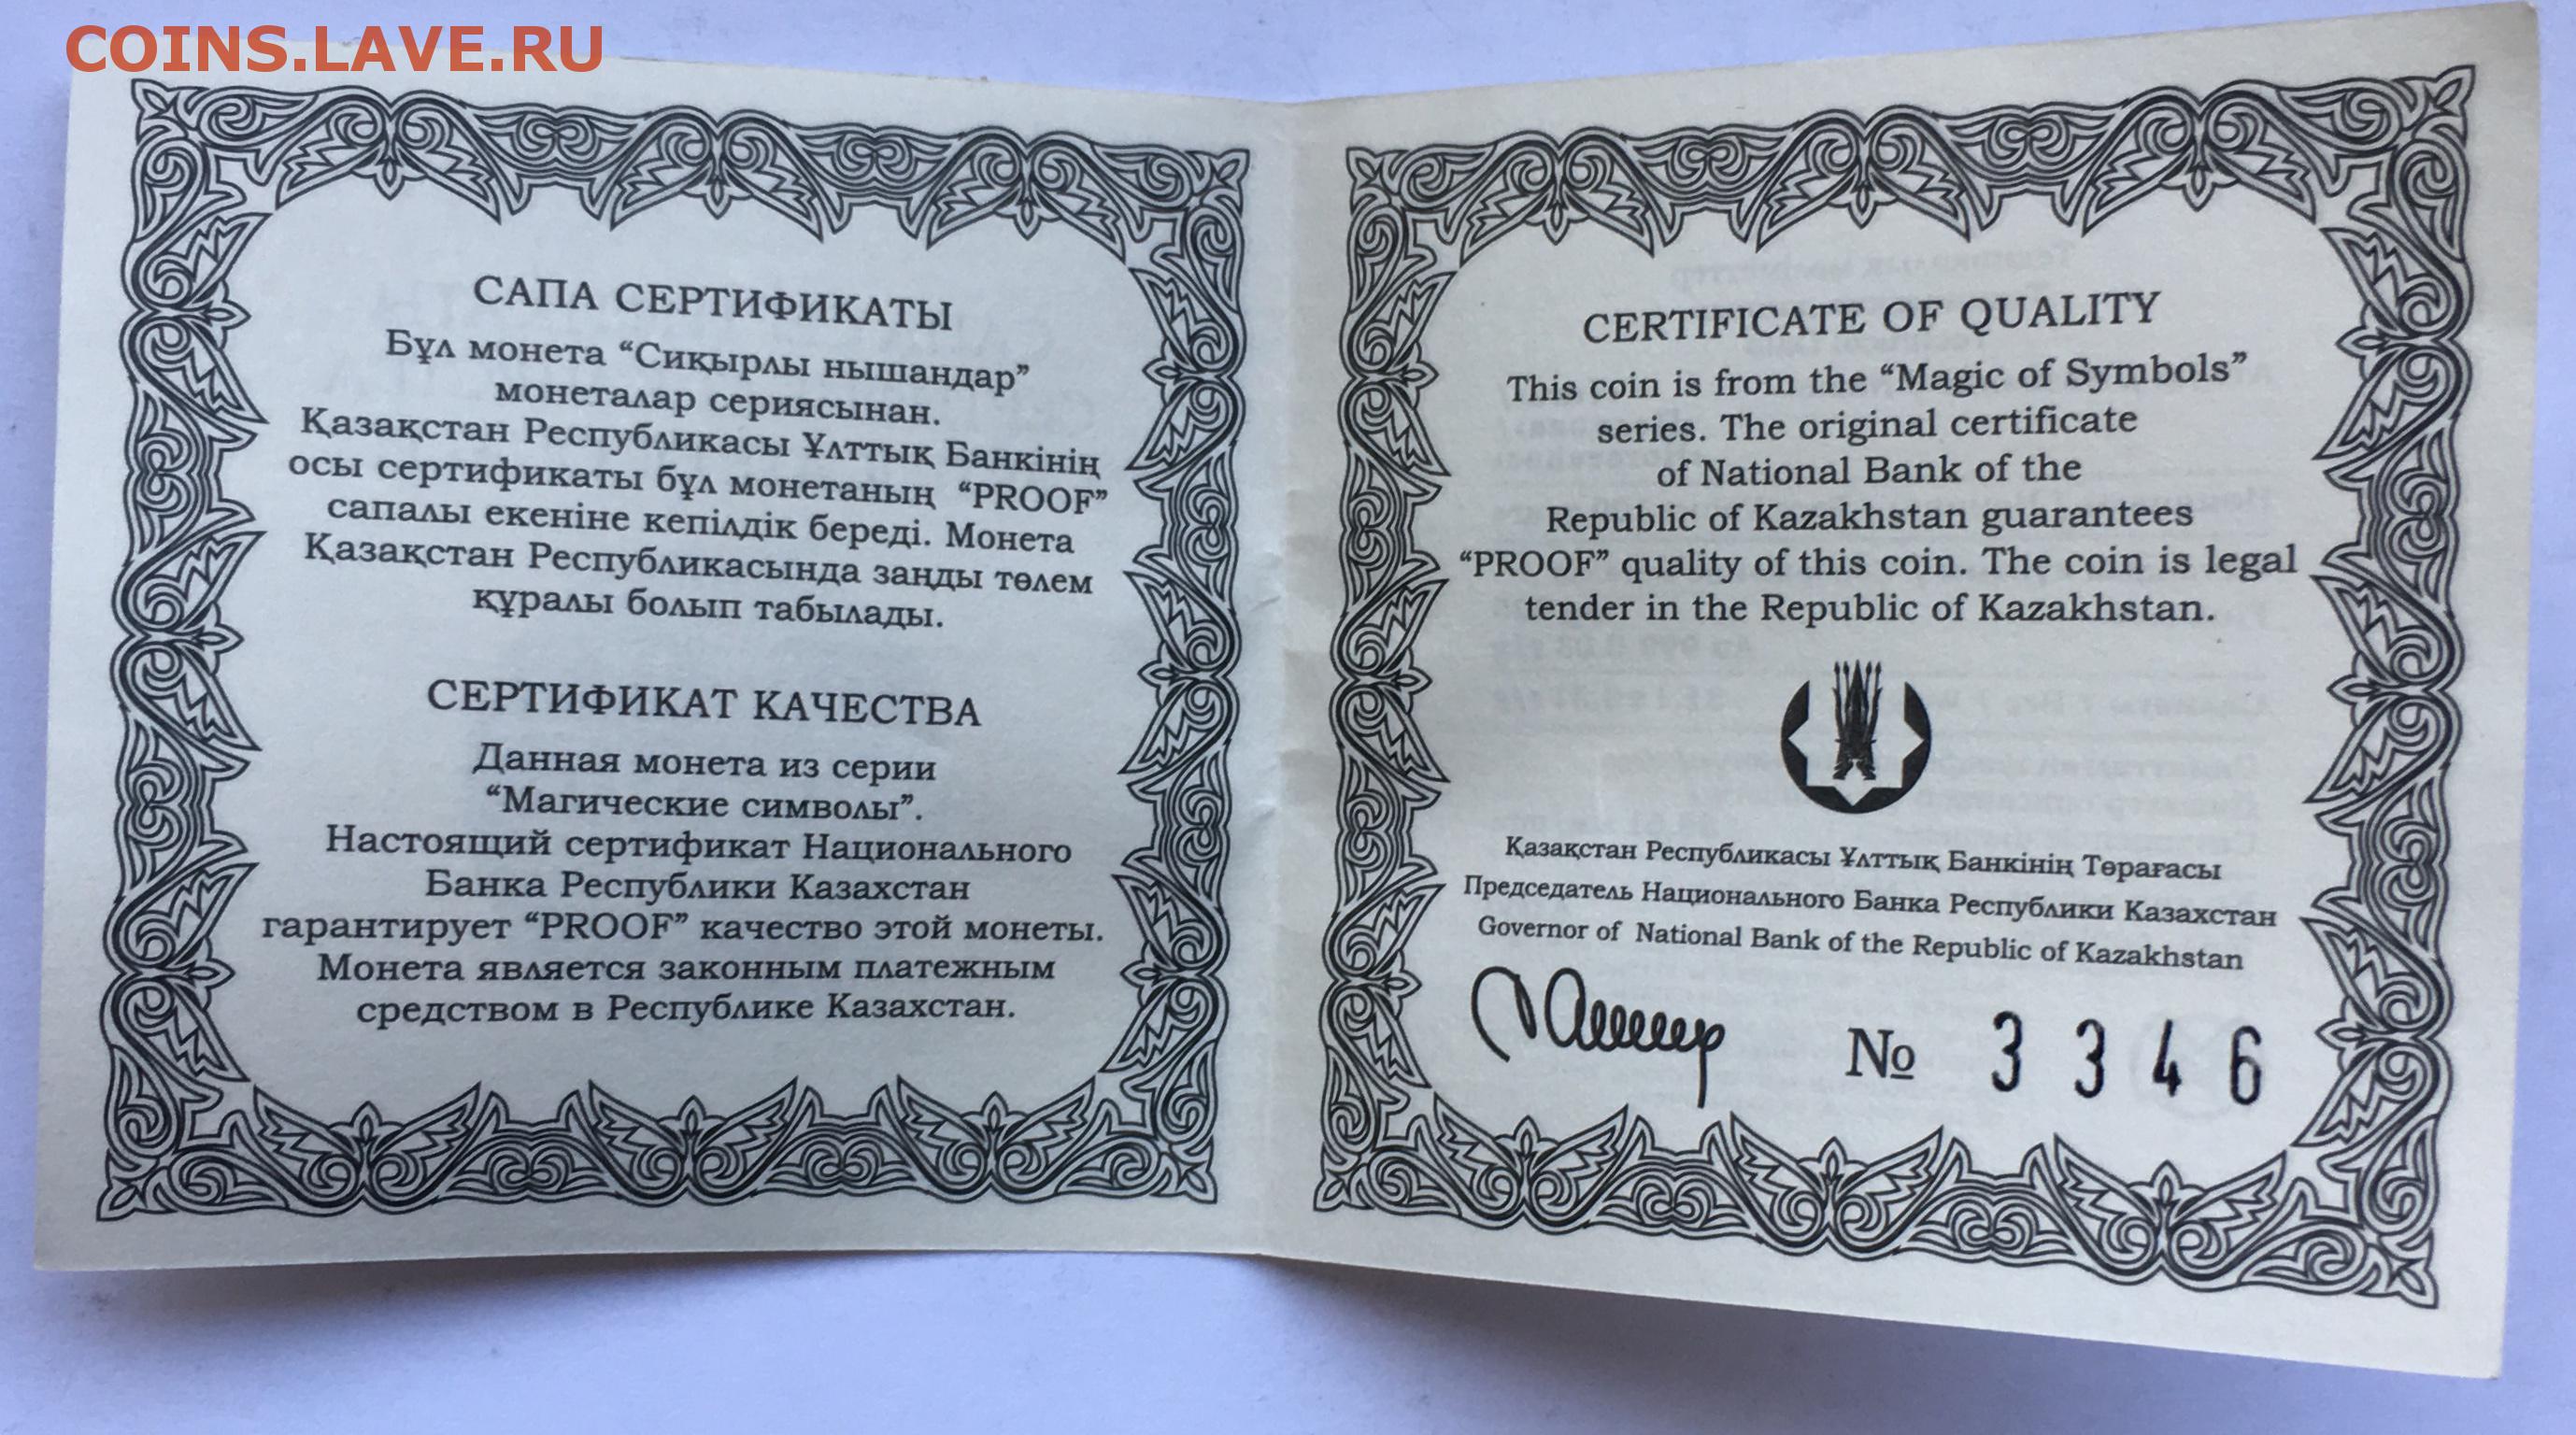 COINS.LAVE.RU
САПА СЕРТИФИКАТЫ
Бұл монета “Сиқырлы нышандар”
монеталар сериясынан.
Қазақстан Республикасы Ұлттық Банкінің
осы сертификаты бұл монетаның “PROOF”
сапалы екеніне кепілдік береді. Монета
Қазақстан Республикасында заңды төлем
құралы болып табылады.
СЕРТИФИКАТ КАЧЕСТВА
Данная монета из серии
“Магические символы”.
Настоящий сертификат Национального
Банка Республики Казахстан
гарантирует “PROOF” качество этой монеты.
Монета является законным платежным
средством в Республике Казахстан.
CERTIFICATE OF QUALITY
This coin is from the “Magic of Symbols”
series. The original certificate
of National Bank of the
Republic of Kazakhstan guarantees
“PROOF” quality of this coin. The coin is legal
tender in the Republic of Kazakhstan.
Қазақстан Республикасы Ұлттық Банкінің Төрағасы
Председатель Национального Банка Республики Казахстан
Governor of National Bank of the Republic of Kazakhstan
№ 3 3 4 6